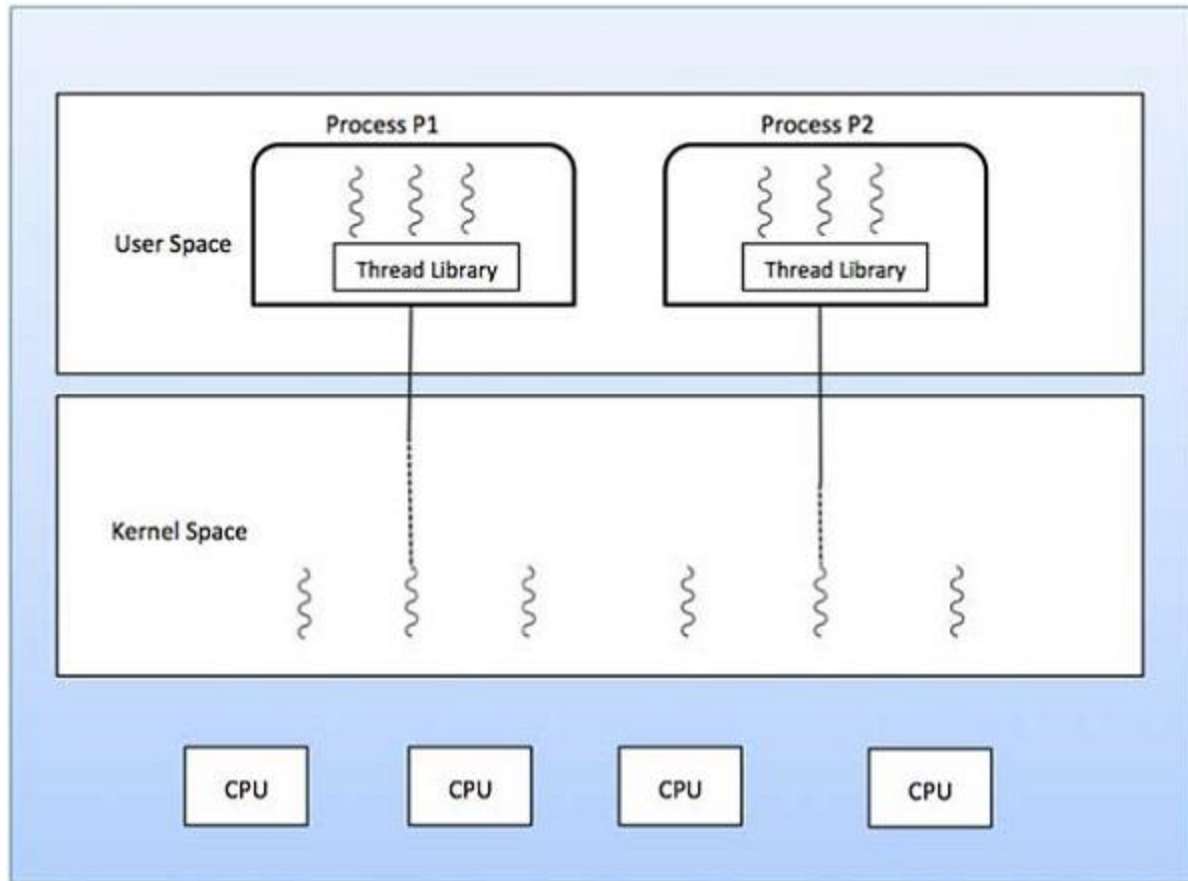 Process P1
Process P2
User Space
Thread Library
Thread Library
Kernel Space
CPU
CPU
CPU
CPU